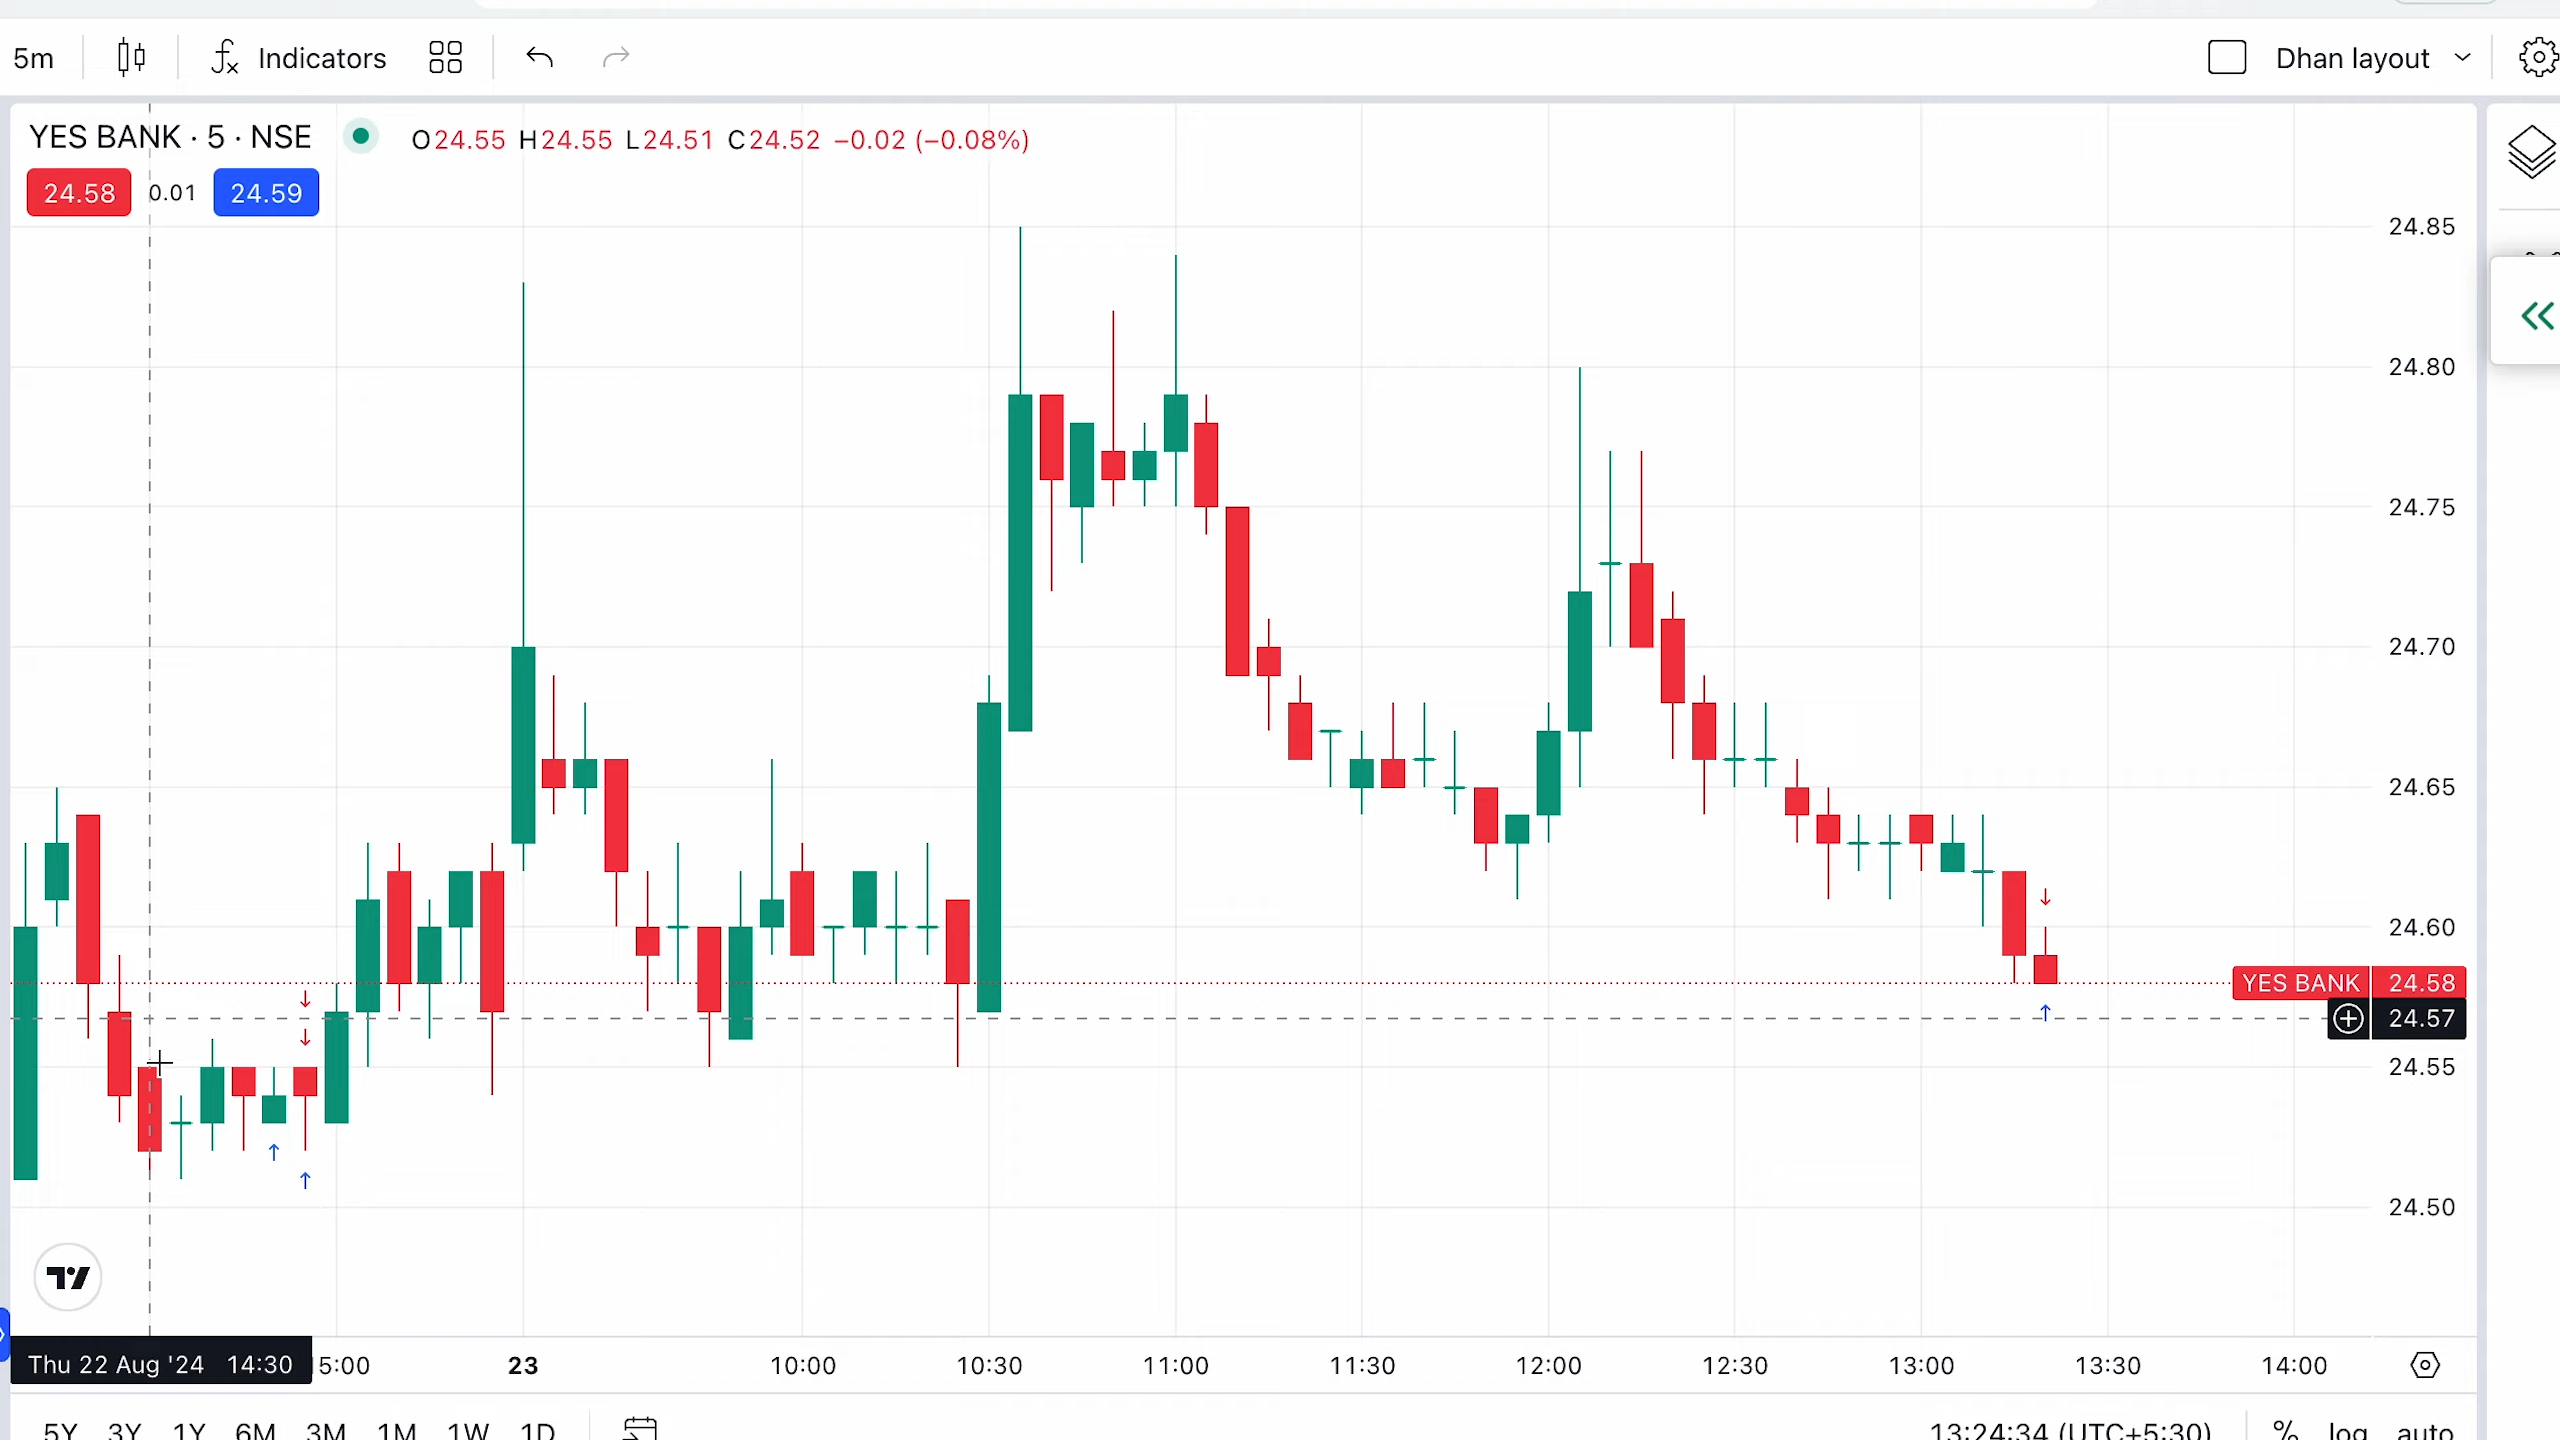 5m Indicators Dhan layout
YES BANK · 5 · NSE O24.55 H24.55 L24.51 C24.52 −0.02 (−0.08%)
24.58 0.01 24.59
24.85
24.80
24.75
24.70
24.65
24.60
YES BANK 24.58
24.57
24.55
24.50
Thu 22 Aug '24 14:30 5:00 23 10:00 10:30 11:00 11:30 12:00 12:30 13:00 13:30 14:00
5Y 3Y 1Y 6M 3M 1M 1W 1D 13:24:34 (UTC+5:30) % log auto